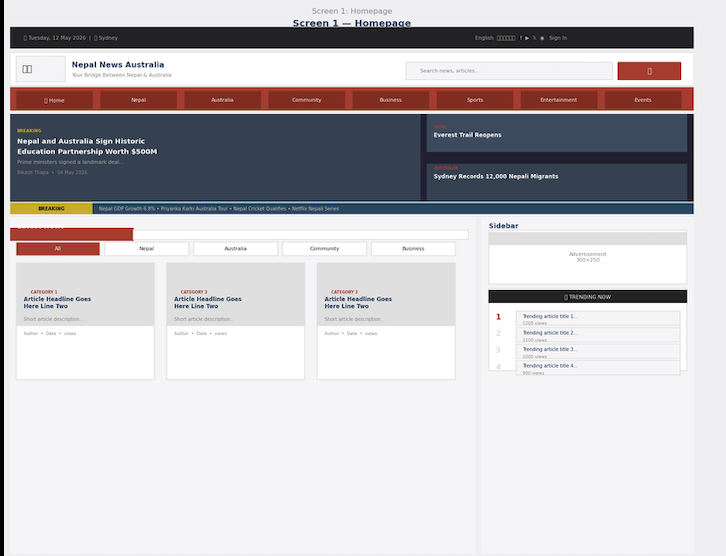 Screen 1: Homepage
Screen 1 — Homepage
Tuesday, 12 May 2026 | Sydney
English f ▶ 𝕏 ◉ Sign In
Nepal News Australia
Your Bridge Between Nepal & Australia
Search news, articles...
Home Nepal Australia Community Business Sports Entertainment Events
BREAKING
Nepal and Australia Sign Historic
Education Partnership Worth $500M
Prime ministers signed a landmark deal...
Bikash Thapa • 04 May 2026
Everest Trail Reopens
Sydney Records 12,000 Nepali Migrants
BREAKING Nepal GDP Growth 6.8% • Priyanka Karki Australia Tour • Nepal Cricket Qualifies • Netflix Nepali Series
All Nepal Australia Community Business
CATEGORY 1
Article Headline Goes
Here Line Two
Short article description...
Author • Date • views
CATEGORY 2
Article Headline Goes
Here Line Two
Short article description...
Author • Date • views
CATEGORY 3
Article Headline Goes
Here Line Two
Short article description...
Author • Date • views
Sidebar
Advertisement
300×250
TRENDING NOW
1 Trending article title 1...
1200 views
2 Trending article title 2...
1100 views
3 Trending article title 3...
1000 views
4 Trending article title 4...
900 views